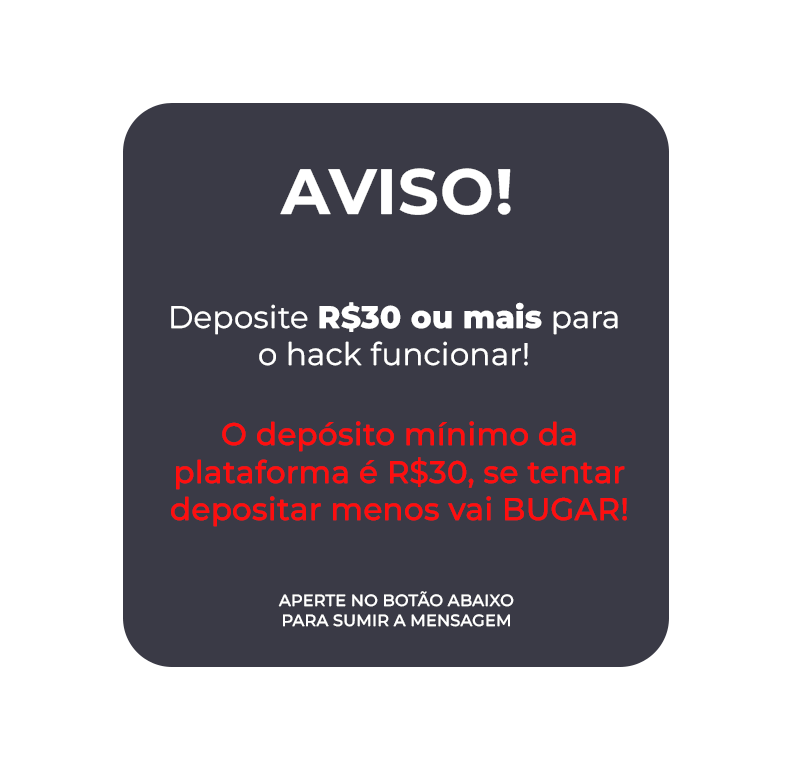 AVISO!
Deposite R$30 ou mais para
o hack funcionar!
O depósito mínimo da
plataforma é R$30, se tentar
depositar menos vai BUGAR!
APERTE NO BOTÃO ABAIXO
PARA SUMIR A MENSAGEM